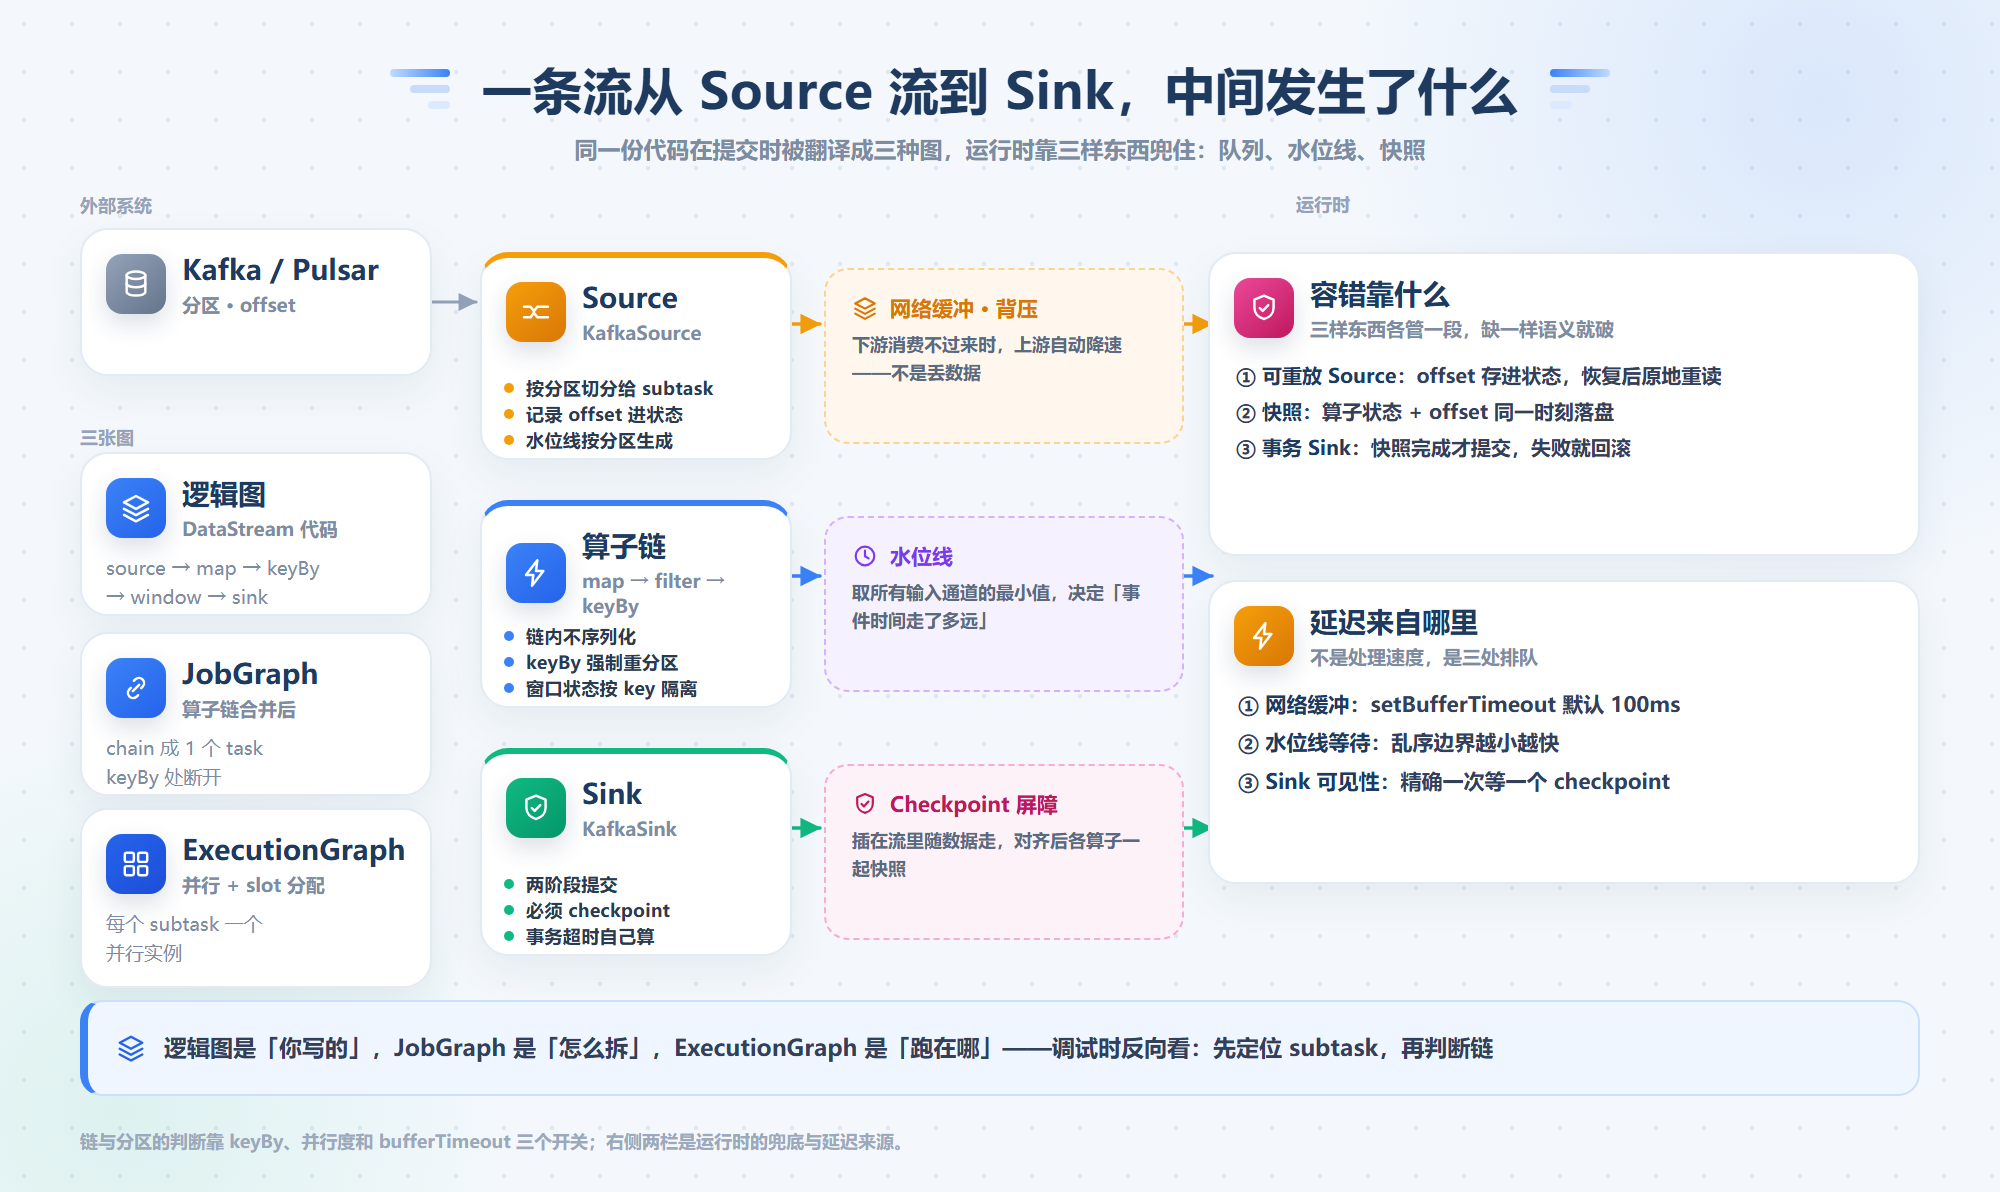 一条流从 Source 流到 Sink，中间发生了什么
同一份代码在提交时被翻译成三种图，运行时靠三样东西兜住：队列、水位线、快照
外部系统
Kafka / Pulsar
分区 • offset
三张图
逻辑图
DataStream 代码
source → map → keyBy
→ window → sink
JobGraph
算子链合并后
chain 成 1 个 task
keyBy 处断开
ExecutionGraph
并行 + slot 分配
每个 subtask 一个
并行实例
Source
KafkaSource
按分区切分给 subtask
记录 offset 进状态
水位线按分区生成
算子链
map → filter →
keyBy
链内不序列化
keyBy 强制重分区
窗口状态按 key 隔离
Sink
KafkaSink
两阶段提交
必须 checkpoint
事务超时自己算
网络缓冲 • 背压
下游消费不过来时，上游自动降速
——不是丢数据
水位线
取所有输入通道的最小值，决定「事
件时间走了多远」
Checkpoint 屏障
插在流里随数据走，对齐后各算子一
起快照
运行时
容错靠什么
三样东西各管一段，缺一样语义就破
① 可重放 Source：offset 存进状态，恢复后原地重读
② 快照：算子状态 + offset 同一时刻落盘
③ 事务 Sink：快照完成才提交，失败就回滚
延迟来自哪里
不是处理速度，是三处排队
① 网络缓冲：setBufferTimeout 默认 100ms
② 水位线等待：乱序边界越小越快
③ Sink 可见性：精确一次等一个 checkpoint
逻辑图是「你写的」，JobGraph 是「怎么拆」，ExecutionGraph 是「跑在哪」——调试时反向看：先定位 subtask，再判断链
链与分区的判断靠 keyBy、并行度和 bufferTimeout 三个开关；右侧两栏是运行时的兜底与延迟来源。